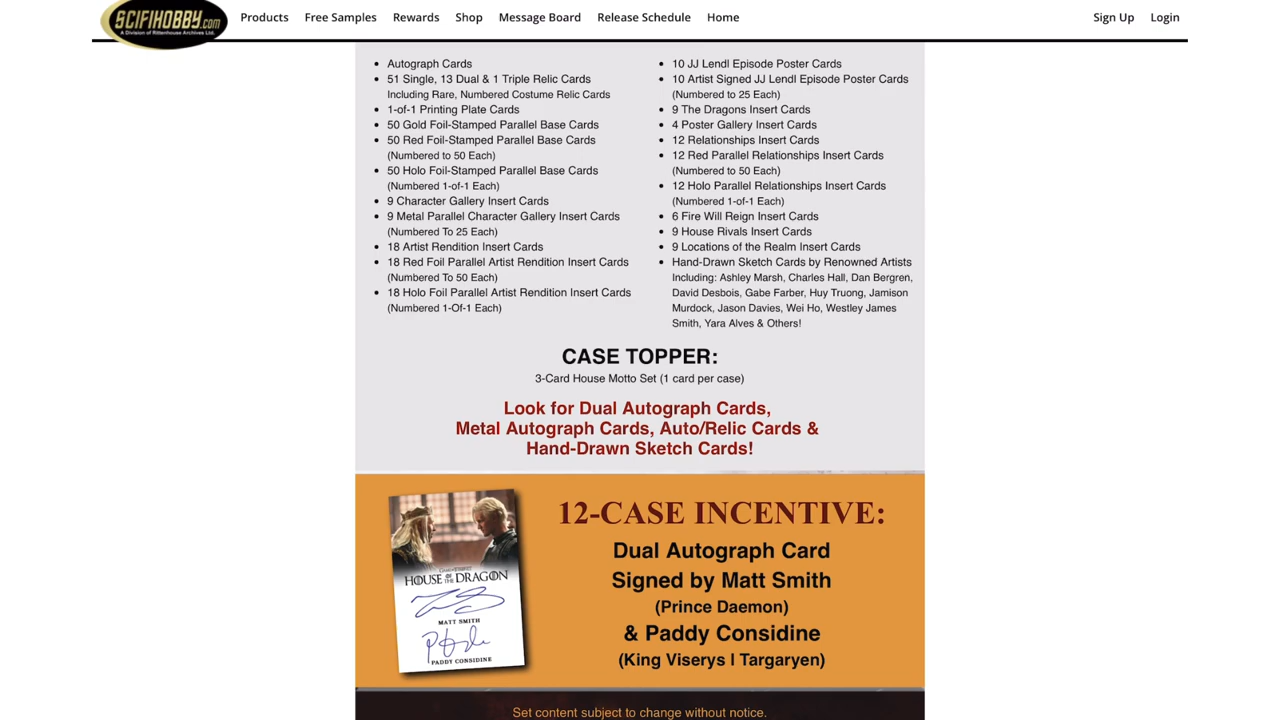 SCIFIHOBBY.com
A Division of Rittenhouse Archives Ltd.
Products
Free Samples
Rewards
Shop
Message Board
Release Schedule
Home
Sign Up
Login
• Autograph Cards
• 51 Single, 13 Dual & 1 Triple Relic Cards
Including Rare, Numbered Costume Relic Cards
• 1-of-1 Printing Plate Cards
• 50 Gold Foil-Stamped Parallel Base Cards
• 50 Red Foil-Stamped Parallel Base Cards
(Numbered to 50 Each)
• 50 Holo Foil-Stamped Parallel Base Cards
(Numbered 1-of-1 Each)
• 9 Character Gallery Insert Cards
• 9 Metal Parallel Character Gallery Insert Cards
(Numbered To 25 Each)
• 18 Artist Rendition Insert Cards
• 18 Red Foil Parallel Artist Rendition Insert Cards
(Numbered To 50 Each)
• 18 Holo Foil Parallel Artist Rendition Insert Cards
(Numbered 1-Of-1 Each)
• 10 JJ Lendl Episode Poster Cards
• 10 Artist Signed JJ Lendl Episode Poster Cards
(Numbered to 25 Each)
• 9 The Dragons Insert Cards
• 4 Poster Gallery Insert Cards
• 12 Relationships Insert Cards
• 12 Red Parallel Relationships Insert Cards
(Numbered to 50 Each)
• 12 Holo Parallel Relationships Insert Cards
(Numbered 1-of-1 Each)
• 6 Fire Will Reign Insert Cards
• 9 House Rivals Insert Cards
• 9 Locations of the Realm Insert Cards
• Hand-Drawn Sketch Cards by Renowned Artists
Including: Ashley Marsh, Charles Hall, Dan Bergren,
David Desbois, Gabe Farber, Huy Truong, Jamison
Murdock, Jason Davies, Wei Ho, Westley James
Smith, Yara Alves & Others!
CASE TOPPER:
3-Card House Motto Set (1 card per case)
Look for Dual Autograph Cards,
Metal Autograph Cards, Auto/Relic Cards &
Hand-Drawn Sketch Cards!
GAME OF THRONES
HOUSE OF THE DRAGON
MATT SMITH
PADDY CONSIDINE
12-CASE INCENTIVE:
Dual Autograph Card
Signed by Matt Smith
(Prince Daemon)
& Paddy Considine
(King Viserys I Targaryen)
Set content subject to change without notice.